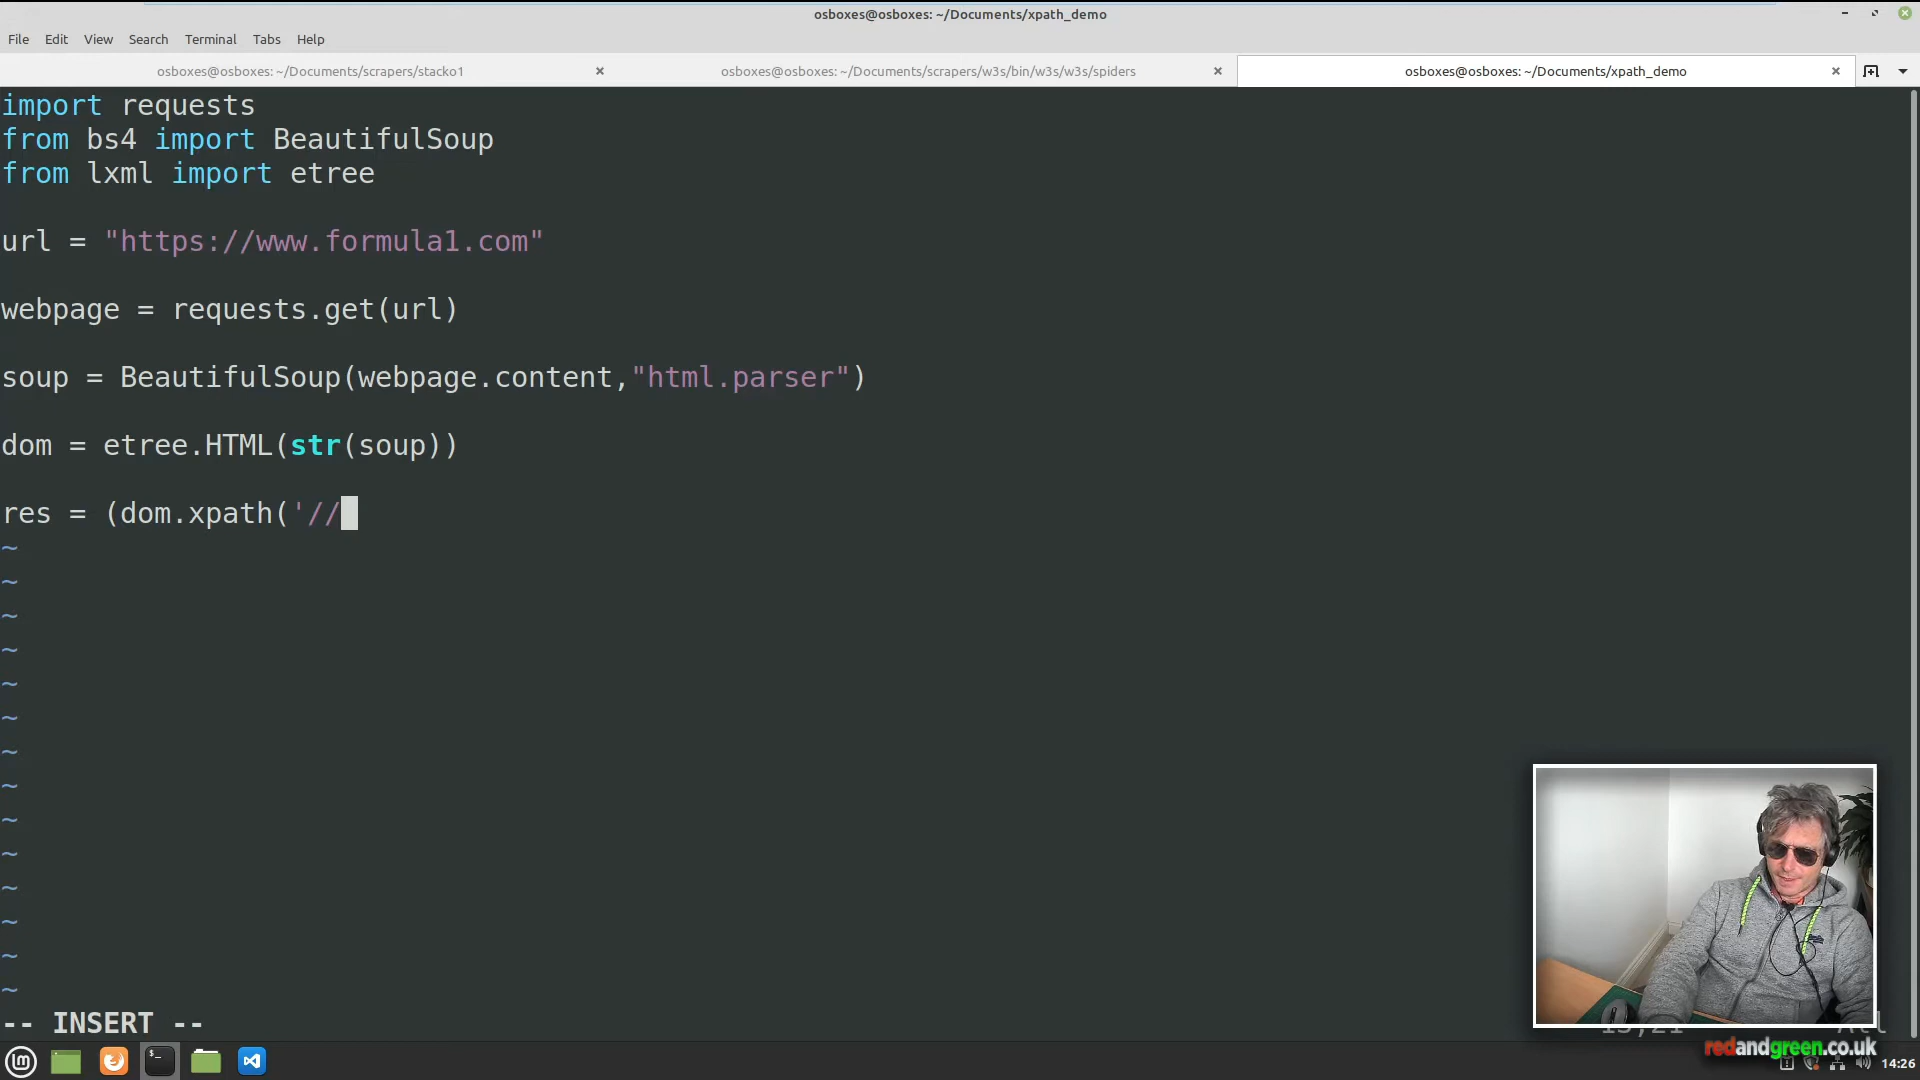 osboxes@osboxes: ~/Documents/xpath_demo
File Edit View Search Terminal Tabs Help
osboxes@osboxes: ~/Documents/scrapers/stacko1 × osboxes@osboxes: ~/Documents/scrapers/w3s/bin/w3s/w3s/spiders × osboxes@osboxes: ~/Documents/xpath_demo ×
import requests
from bs4 import BeautifulSoup
from lxml import etree
url = "https://www.formula1.com"
webpage = requests.get(url)
soup = BeautifulSoup(webpage.content,"html.parser")
dom = etree.HTML(str(soup))
res = (dom.xpath('//
~
~
~
~
~
~
~
~
~
~
~
~
~
~
-- INSERT --
redandgreen.co.uk
14:26